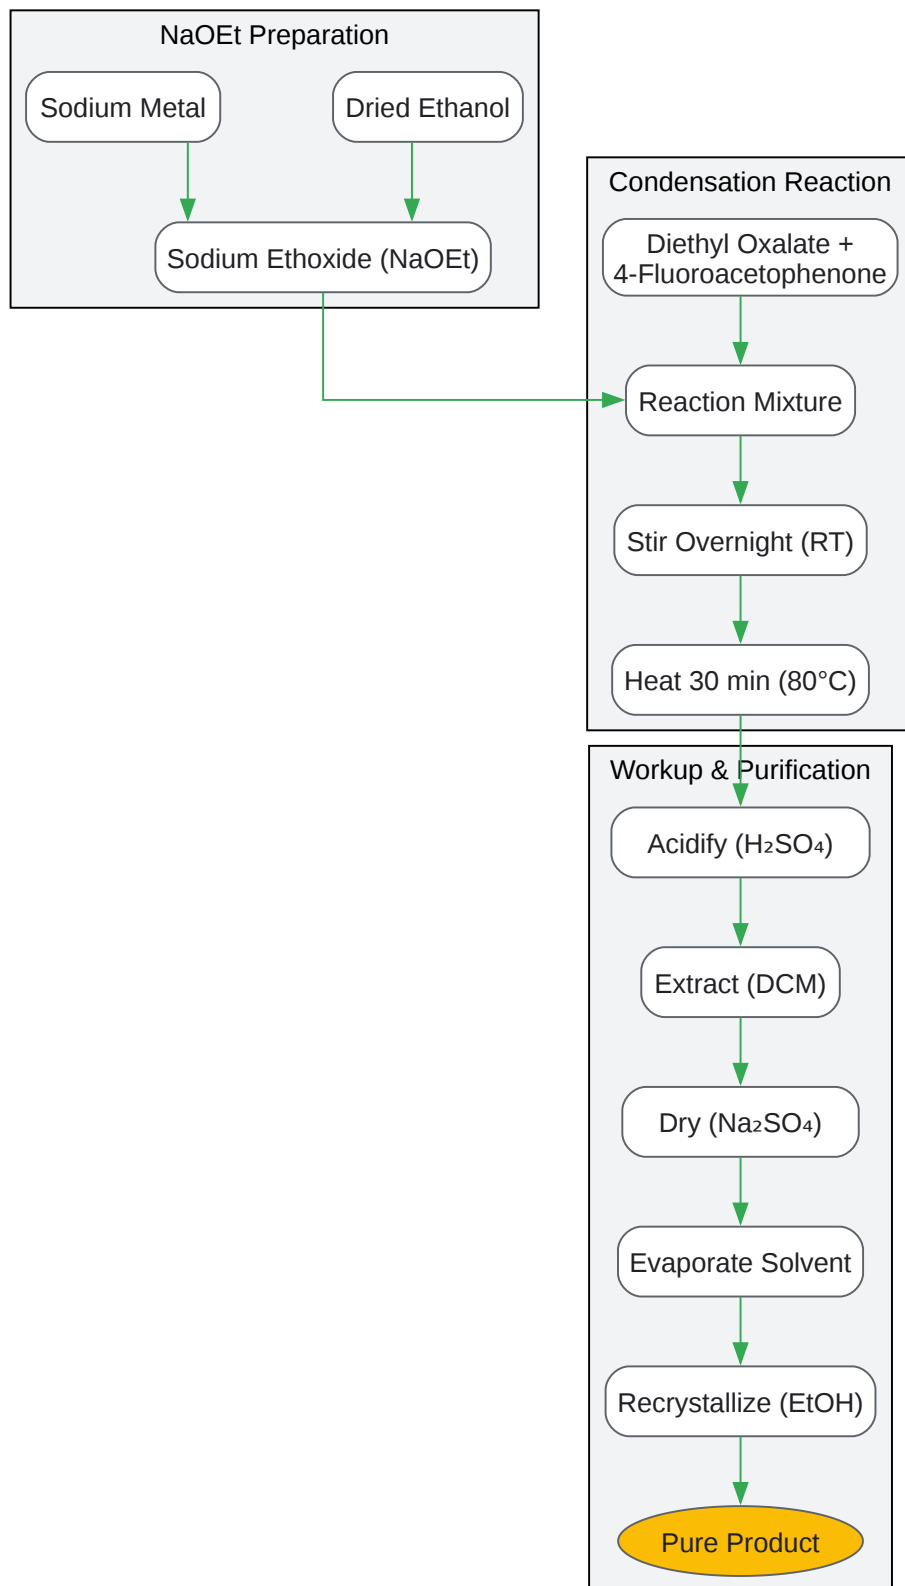 NaOEt Preparation
Sodium Metal
Dried Ethanol
Sodium Ethoxide (NaOEt)
Condensation Reaction
Diethyl Oxalate +
4-Fluoroacetophenone
Reaction Mixture
Stir Overnight (RT)
Heat 30 min (80°C)
Workup & Purification
Acidify (H₂SO₄)
Extract (DCM)
Dry (Na₂SO₄)
Evaporate Solvent
Recrystallize (EtOH)
Pure Product